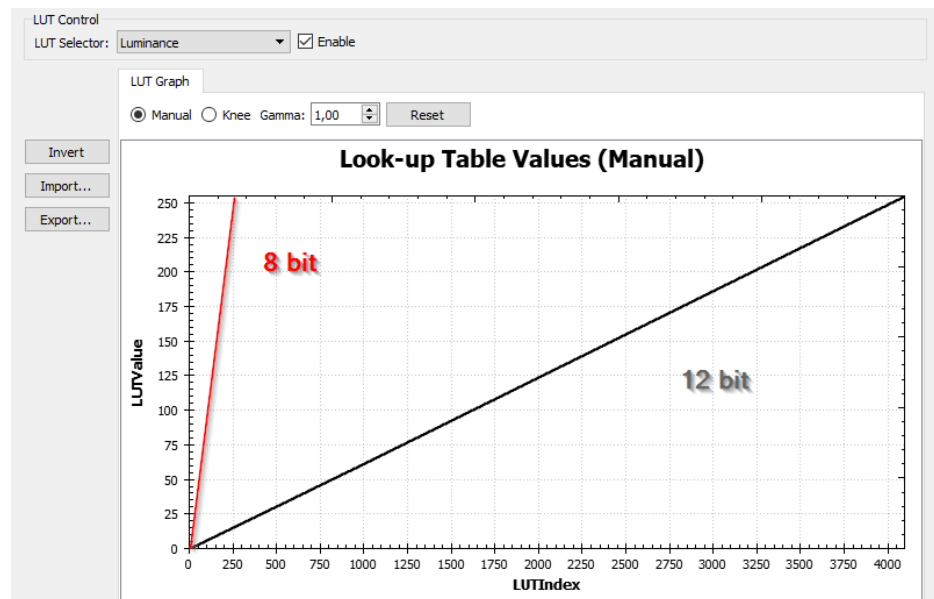 LUT Control
LUT Selector: Luminance Enable
LUT Graph
Manual Knee Gamma: 1,00 Reset
Invert
Import...
Export...
Look-up Table Values (Manual)
250
225
200
175
150
125
100
75
50
25
0
LUTValue
8 bit
12 bit
0 250 500 750 1000 1250 1500 1750 2000 2250 2500 2750 3000 3250 3500 3750 4000
LUTIndex